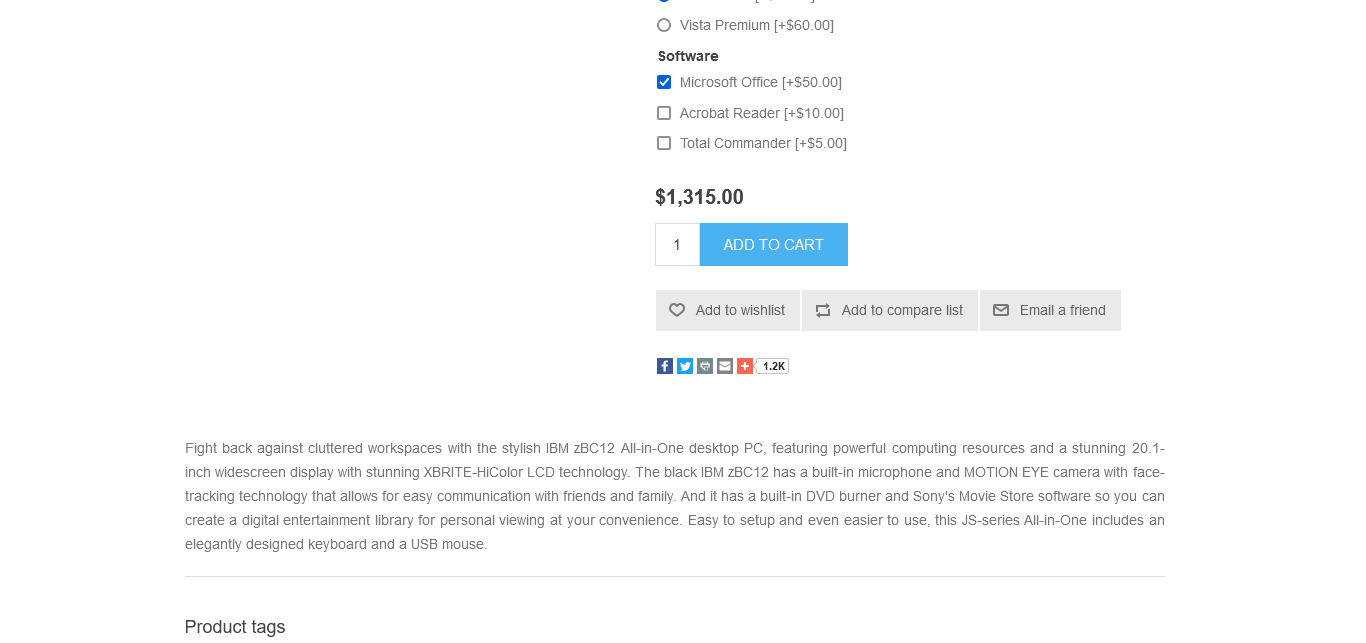 Vista Premium [+$60.00]
Software
Microsoft Office [+$50.00]
Acrobat Reader [+$10.00]
Total Commander [+$5.00]
$1,315.00
1 ADD TO CART
Add to wishlist Add to compare list Email a friend
1.2K
Fight back against cluttered workspaces with the stylish IBM zBC12 All-in-One desktop PC, featuring powerful computing resources and a stunning 20.1-
inch widescreen display with stunning XBRITE-HiColor LCD technology. The black IBM zBC12 has a built-in microphone and MOTION EYE camera with face-
tracking technology that allows for easy communication with friends and family. And it has a built-in DVD burner and Sony's Movie Store software so you can
create a digital entertainment library for personal viewing at your convenience. Easy to setup and even easier to use, this JS-series All-in-One includes an
elegantly designed keyboard and a USB mouse.
Product tags